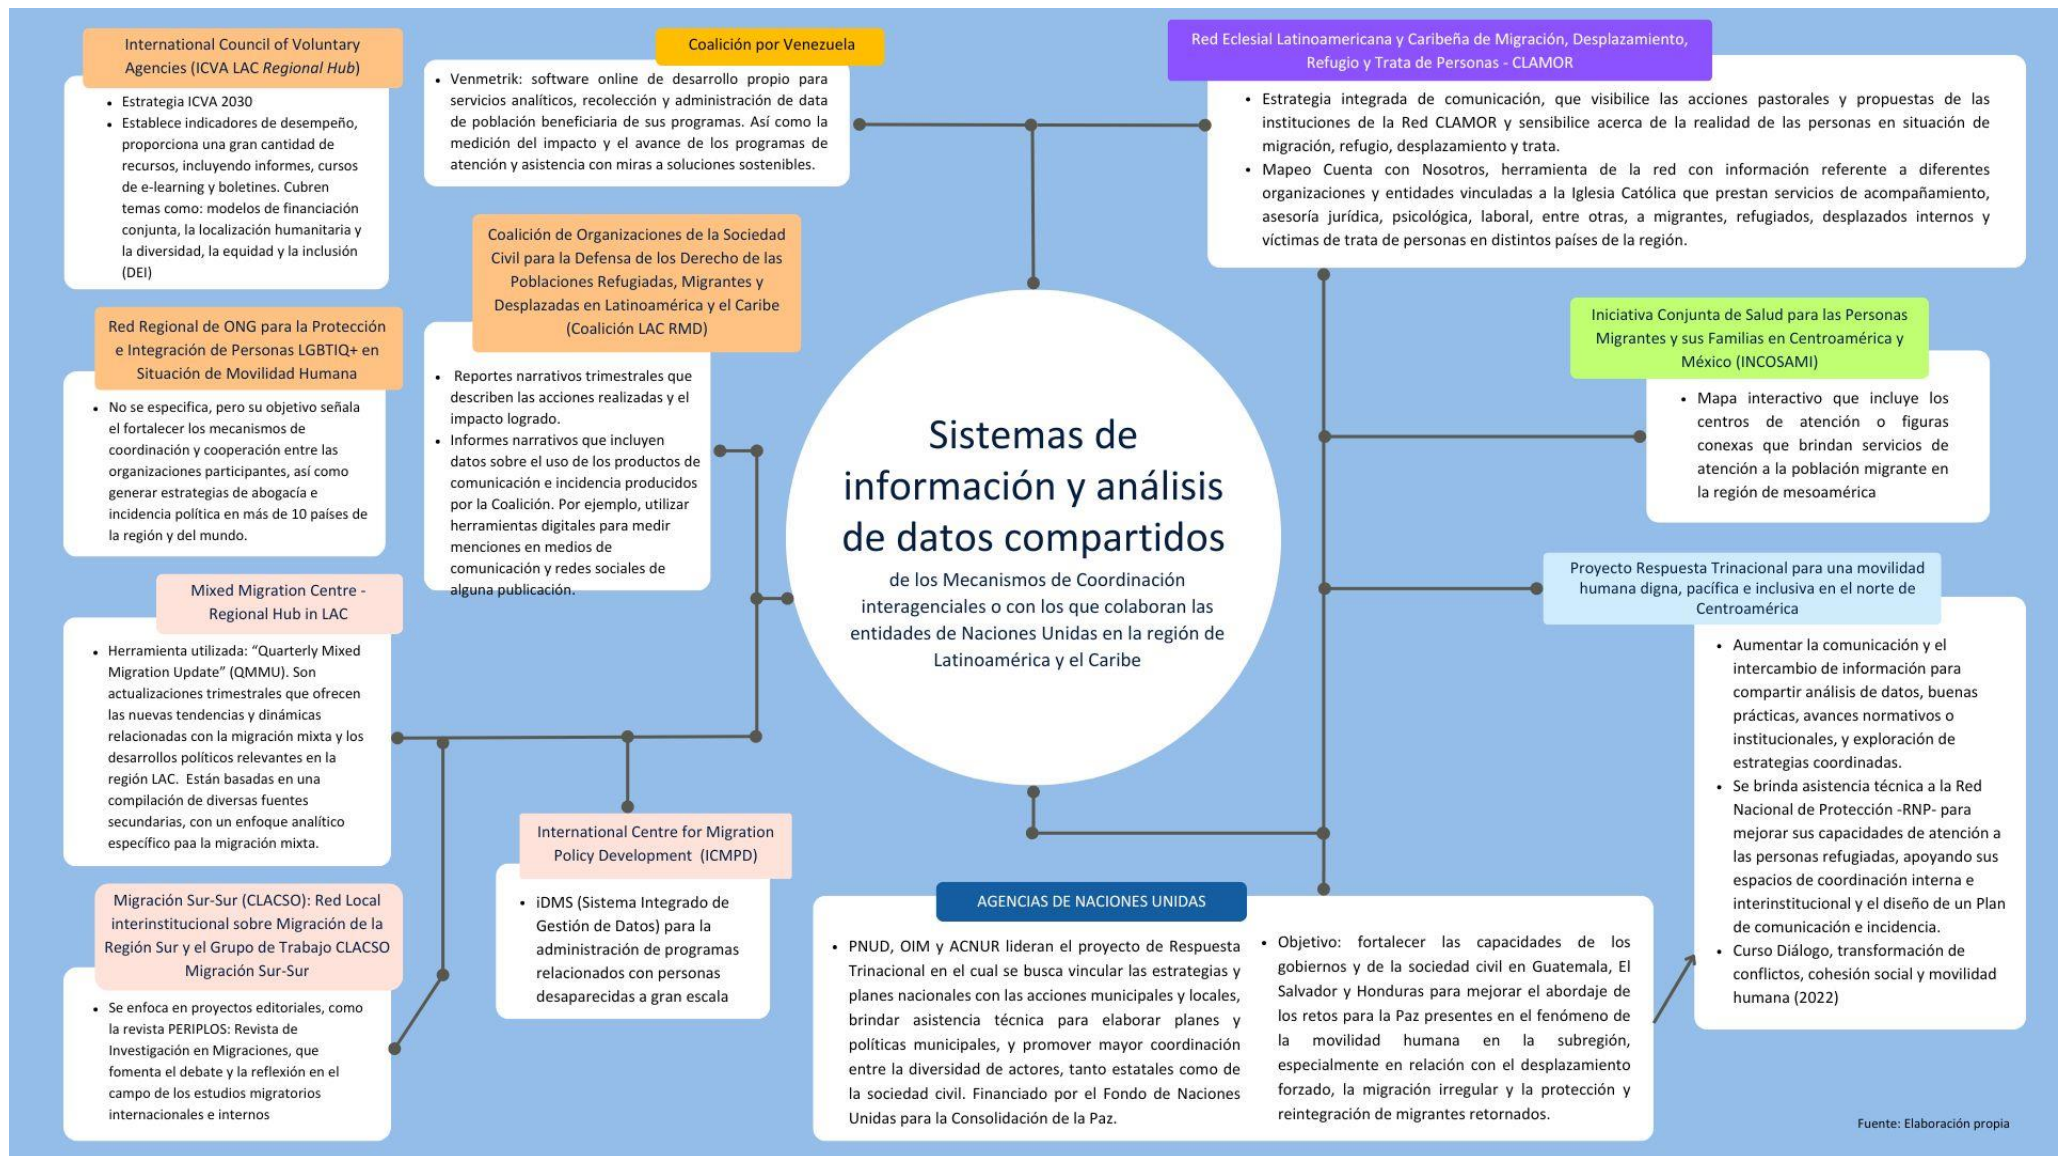 International Council of Voluntary
Agencies (ICVA LAC Regional Hub)
• Estrategia ICVA 2030
• Establece indicadores de desempeño,
proporciona una gran cantidad de
recursos, incluyendo informes, cursos
de e-learning y boletines. Cubren
temas como: modelos de financiación
conjunta, la localización humanitaria y
la diversidad, la equidad y la inclusión
(DEI)
Coalición por Venezuela
• Venmetrik: software online de desarrollo propio para
servicios analíticos, recolección y administración de data
de población beneficiaria de sus programas. Así como la
medición del impacto y el avance de los programas de
atención y asistencia con miras a soluciones sostenibles.
Red Eclesial Latinoamericana y Caribeña de Migración, Desplazamiento,
Refugio y Trata de Personas - CLAMOR
• Estrategia integrada de comunicación, que visibilice las acciones pastorales y propuestas de las
instituciones de la Red CLAMOR y sensibilice acerca de la realidad de las personas en situación de
migración, refugio, desplazamiento y trata.
• Mapeo Cuenta con Nosotros, herramienta de la red con información referente a diferentes
organizaciones y entidades vinculadas a la Iglesia Católica que prestan servicios de acompañamiento,
asesoría jurídica, psicológica, laboral, entre otras, a migrantes, refugiados, desplazados internos y
víctimas de trata de personas en distintos países de la región.
Red Regional de ONG para la Protección
e Integración de Personas LGBTIQ+ en
Situación de Movilidad Humana
• No se especifica, pero su objetivo señala
el fortalecer los mecanismos de
coordinación y cooperación entre las
organizaciones participantes, así como
generar estrategias de abogacía e
incidencia política en más de 10 países de
la región y del mundo.
Coalición de Organizaciones de la Sociedad
Civil para la Defensa de los Derecho de las
Poblaciones Refugiadas, Migrantes y
Desplazadas en Latinoamérica y el Caribe
(Coalición LAC RMD)
• Reportes narrativos trimestrales que
describen las acciones realizadas y el
impacto logrado.
• Informes narrativos que incluyen
datos sobre el uso de los productos de
comunicación e incidencia producidos
por la Coalición. Por ejemplo, utilizar
herramientas digitales para medir
menciones en medios de
comunicación y redes sociales de
alguna publicación.
Sistemas de
información y análisis
de datos compartidos
de los Mecanismos de Coordinación
interagenciales o con los que colaboran las
entidades de Naciones Unidas en la región de
Latinoamérica y el Caribe
Iniciativa Conjunta de Salud para las Personas
Migrantes y sus Familias en Centroamérica y
México (INCOSAMI)
• Mapa interactivo que incluye los
centros de atención o figuras
conexas que brindan servicios de
atención a la población migrante en
la región de mesoamérica
Proyecto Respuesta Trinacional para una movilidad
humana digna, pacífica e inclusiva en el norte de
Centroamérica
• Aumentar la comunicación y el
intercambio de información para
compartir análisis de datos, buenas
prácticas, avances normativos o
institucionales, y exploración de
estrategias coordinadas.
• Se brinda asistencia técnica a la Red
Nacional de Protección -RNP- para
mejorar sus capacidades de atención a
las personas refugiadas, apoyando sus
espacios de coordinación interna e
interinstitucional y el diseño de un Plan
de comunicación e incidencia.
• Curso Diálogo, transformación de
conflictos, cohesión social y movilidad
humana (2022)
Mixed Migration Centre -
Regional Hub in LAC
• Herramienta utilizada: “Quarterly Mixed
Migration Update” (QMMU). Son
actualizaciones trimestrales que ofrecen
las nuevas tendencias y dinámicas
relacionadas con la migración mixta y los
desarrollos políticos relevantes en la
región LAC. Están basadas en una
compilación de diversas fuentes
secundarias, con un enfoque analítico
específico paa la migración mixta.
International Centre for Migration
Policy Development (ICMPD)
• iDMS (Sistema Integrado de
Gestión de Datos) para la
administración de programas
relacionados con personas
desaparecidas a gran escala
Migración Sur-Sur (CLACSO): Red Local
interinstitucional sobre Migración de la
Región Sur y el Grupo de Trabajo CLACSO
Migración Sur-Sur
• Se enfoca en proyectos editoriales, como
la revista PERIPLOS: Revista de
Investigación en Migraciones, que
fomenta el debate y la reflexión en el
campo de los estudios migratorios
internacionales e internos
AGENCIAS DE NACIONES UNIDAS
• PNUD, OIM y ACNUR lideran el proyecto de Respuesta
Trinacional en el cual se busca vincular las estrategias y
planes nacionales con las acciones municipales y locales,
brindar asistencia técnica para elaborar planes y
políticas municipales, y promover mayor coordinación
entre la diversidad de actores, tanto estatales como de
la sociedad civil. Financiado por el Fondo de Naciones
Unidas para la Consolidación de la Paz.
• Objetivo: fortalecer las capacidades de los
gobiernos y de la sociedad civil en Guatemala, El
Salvador y Honduras para mejorar el abordaje de
los retos para la Paz presentes en el fenómeno de
la movilidad humana en la subregión,
especialmente en relación con el desplazamiento
forzado, la migración irregular y la protección y
reintegración de migrantes retornados.
Fuente: Elaboración propia